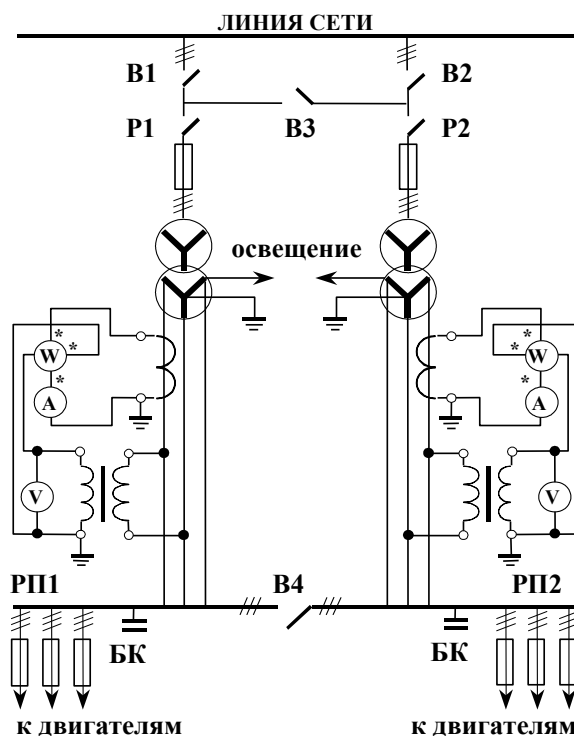 ЛИНИЯ СЕТИ
В1
В2
Р1
В3
Р2
освещение
* *
W
*
A
V
* *
W
*
A
V
РП1
В4
РП2
БК
БК
к двигателям
к двигателям